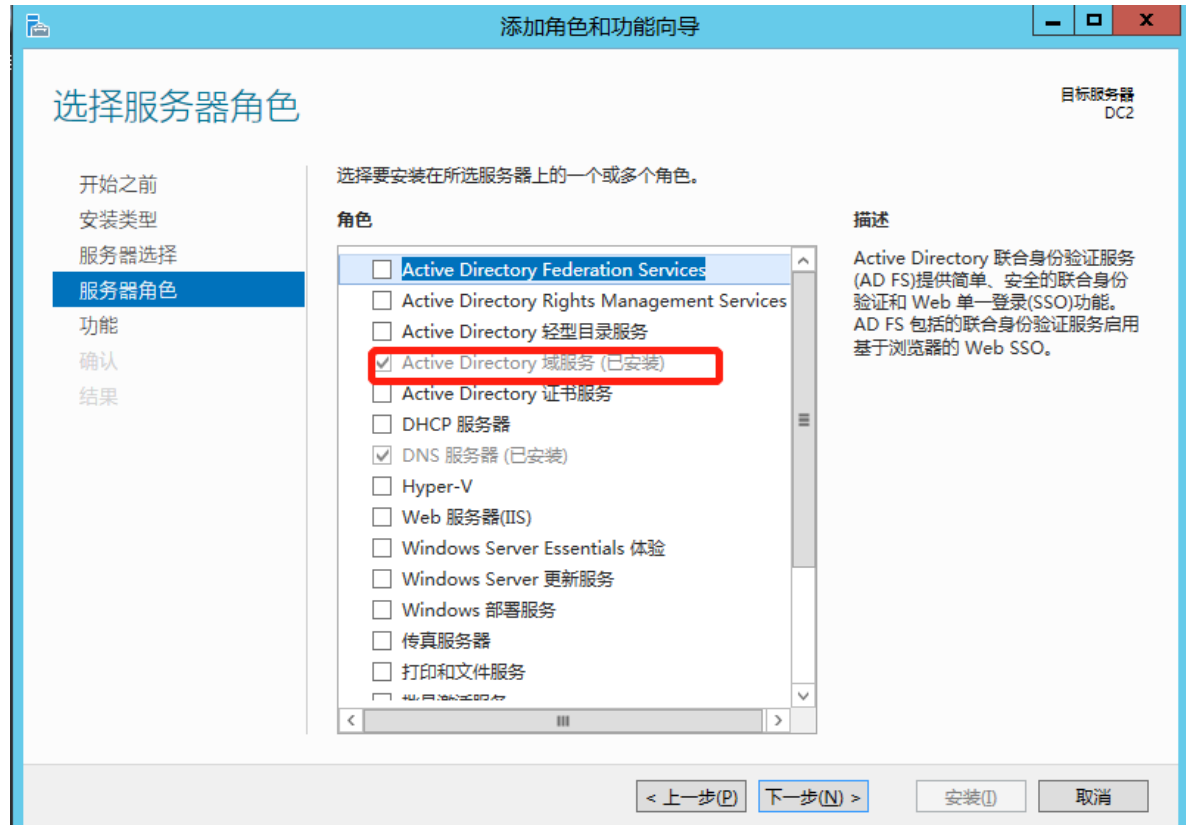 添加角色和功能向导
选择服务器角色
目标服务器
DC2
开始之前
安装类型
服务器选择
服务器角色
功能
确认
结果
选择要安装在所选服务器上的一个或多个角色。
角色
Active Directory Federation Services
Active Directory Rights Management Services
Active Directory 轻型目录服务
Active Directory 域服务 (已安装)
Active Directory 证书服务
DHCP 服务器
DNS 服务器 (已安装)
Hyper-V
Web 服务器(IIS)
Windows Server Essentials 体验
Windows Server 更新服务
Windows 部署服务
传真服务器
打印和文件服务
描述
Active Directory 联合身份验证服务
(AD FS)提供简单、安全的联合身份
验证和 Web 单一登录(SSO)功能。
AD FS 包括的联合身份验证服务启用
基于浏览器的 Web SSO。
< 上一步(P)
下一步(N) >
安装(I)
取消